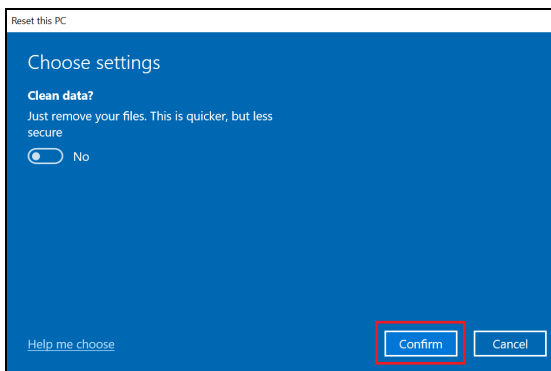 Reset this PC
Choose settings
Clean data?
Just remove your files. This is quicker, but less
secure
No
Help me choose
Confirm
Cancel